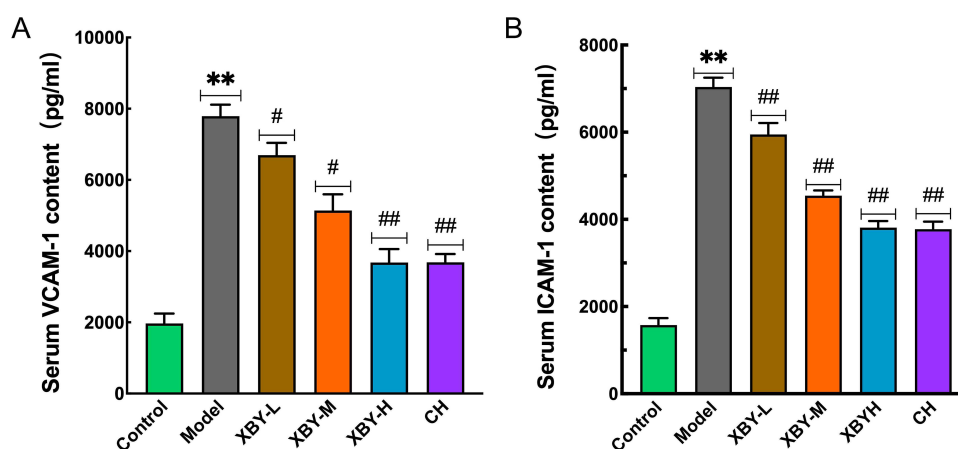 A
Serum VCAM-1 content（pg/ml）
10000
8000
6000
4000
2000
0
**
#
#
##
##
Control
Model
XBY-L
XBY-M
XBY-H
CH
B
Serum ICAM-1 content（pg/ml）
8000
6000
4000
2000
0
**
##
##
##
##
Control
Model
XBY-L
XBY-M
XBYH
CH